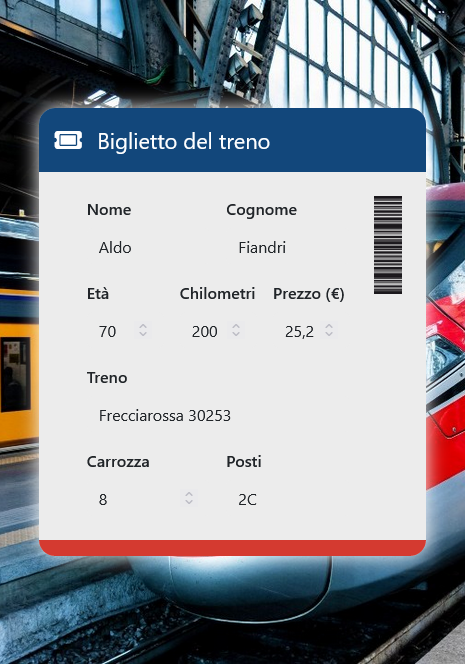 Biglietto del treno
Nome Cognome
Aldo Fiandri
Età Chilometri Prezzo (€)
70 200 25,2
Treno
Frecciarossa 30253
Carrozza Posti
8 2C